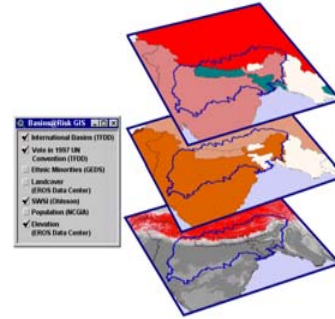 Basins@Risk GIS
International Basins (TFDD)
Vote in 1997 UN
Convention (TFDD)
Ethnic Minorities (GEDS)
Landcover
(EROS Data Center)
SWSI (Ohlsson)
Population (NCGIA)
Elevation
(EROS Data Center)